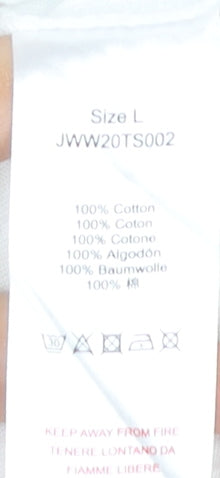 Size L
JWW20TS002
100% Cotton
100% Coton
100% Cotone
100% Algodón
100% Baumwolle
100% 棉
30
KEEP AWAY FROM FIRE
TENERE LONTANO DA
FIAMME LIBERE